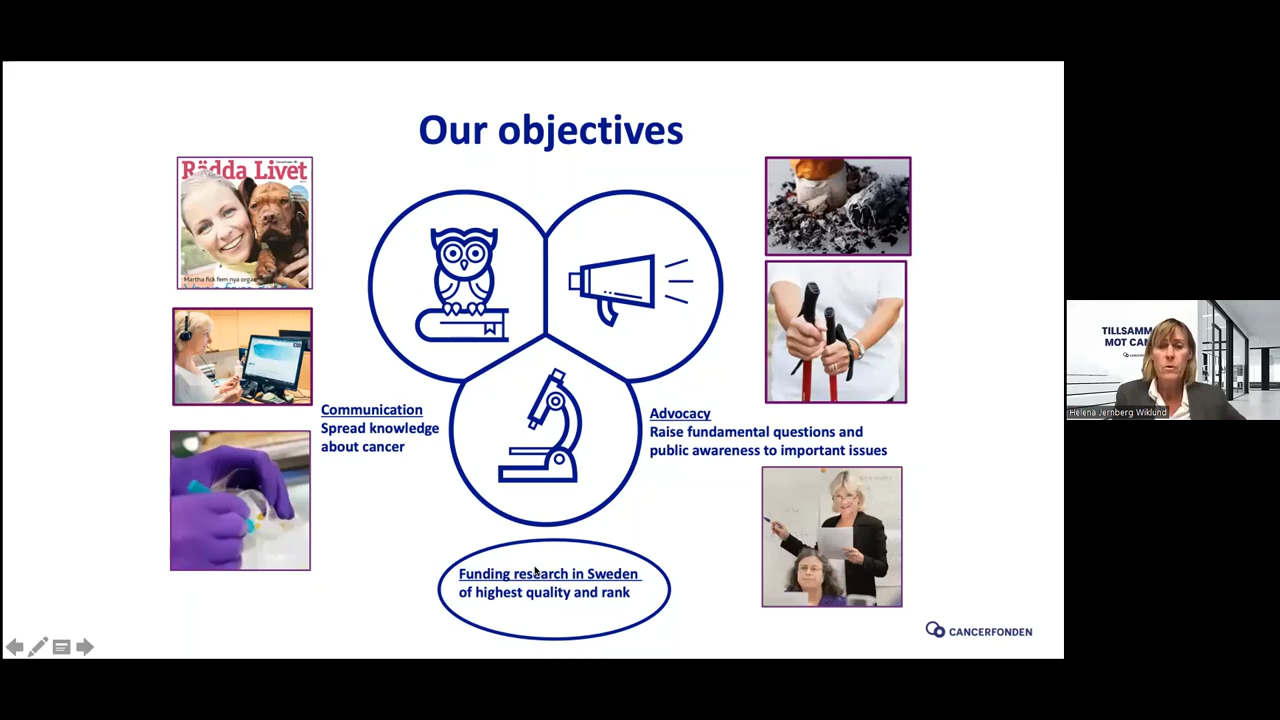 Our objectives
Rädda Livet
Martha fick fem nya organ
Communication
Spread knowledge
about cancer
Advocacy
Raise fundamental questions and
public awareness to important issues
Funding research in Sweden
of highest quality and rank
CANCERFONDEN
TILLSAMM
MOT CAN
Helena Jernberg Wiklund